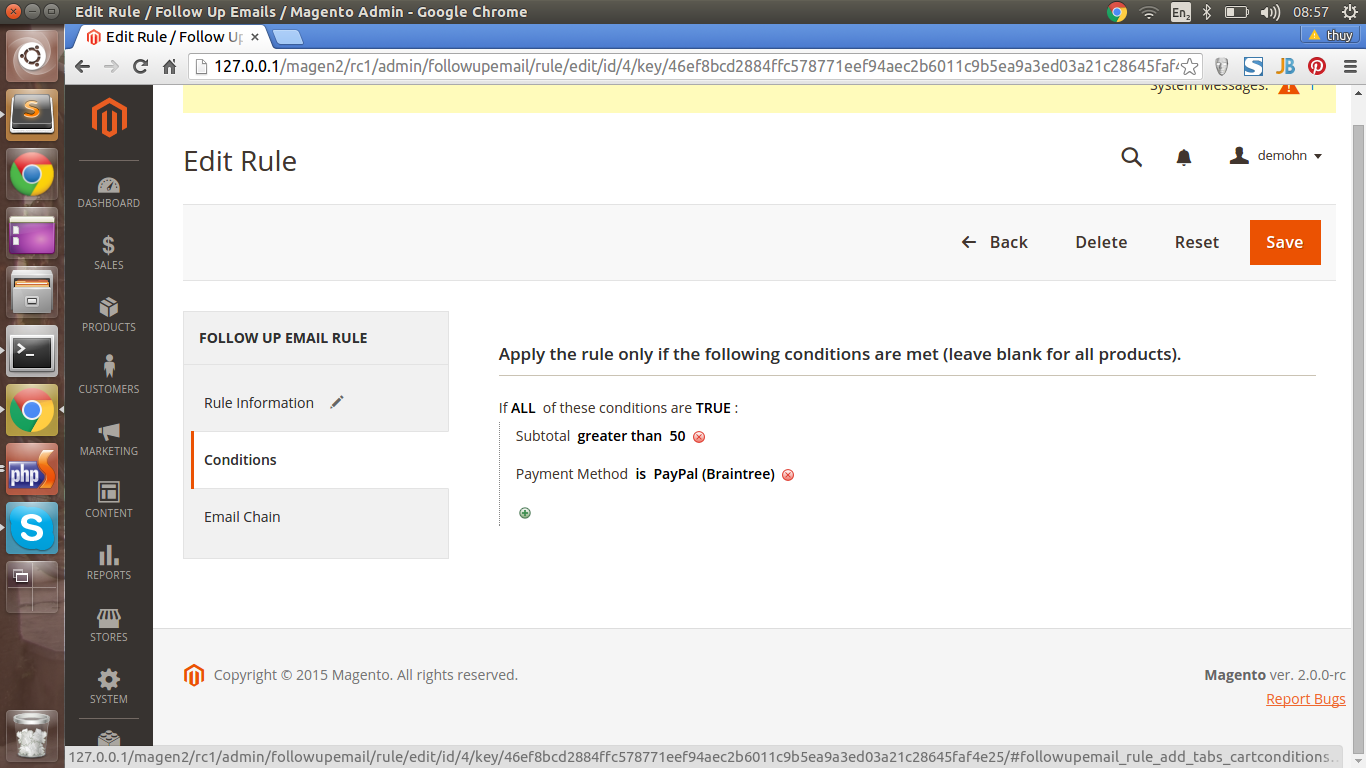 Edit Rule / Follow Up Emails / Magento Admin - Google Chrome
En2
08:57
Edit Rule / Follow Up
thuy
127.0.0.1/magen2/rc1/admin/followupemail/rule/edit/id/4/key/46ef8bcd2884ffc578771eef94aec2b6011c9b5ea9a3ed03a21c28645faf4
System Messages:
Edit Rule
demohn
Back
Delete
Reset
Save
DASHBOARD
SALES
PRODUCTS
CUSTOMERS
MARKETING
CONTENT
REPORTS
STORES
SYSTEM
FOLLOW UP EMAIL RULE
Rule Information
Conditions
Email Chain
Apply the rule only if the following conditions are met (leave blank for all products).
If ALL of these conditions are TRUE :
Subtotal greater than 50
Payment Method is PayPal (Braintree)
Copyright © 2015 Magento. All rights reserved.
Magento ver. 2.0.0-rc
Report Bugs
127.0.0.1/magen2/rc1/admin/followupemail/rule/edit/id/4/key/46ef8bcd2884ffc578771eef94aec2b6011c9b5ea9a3ed03a21c28645faf4e25/#followupemail_rule_add_tabs_cartconditions...
S
php
S
S
JB